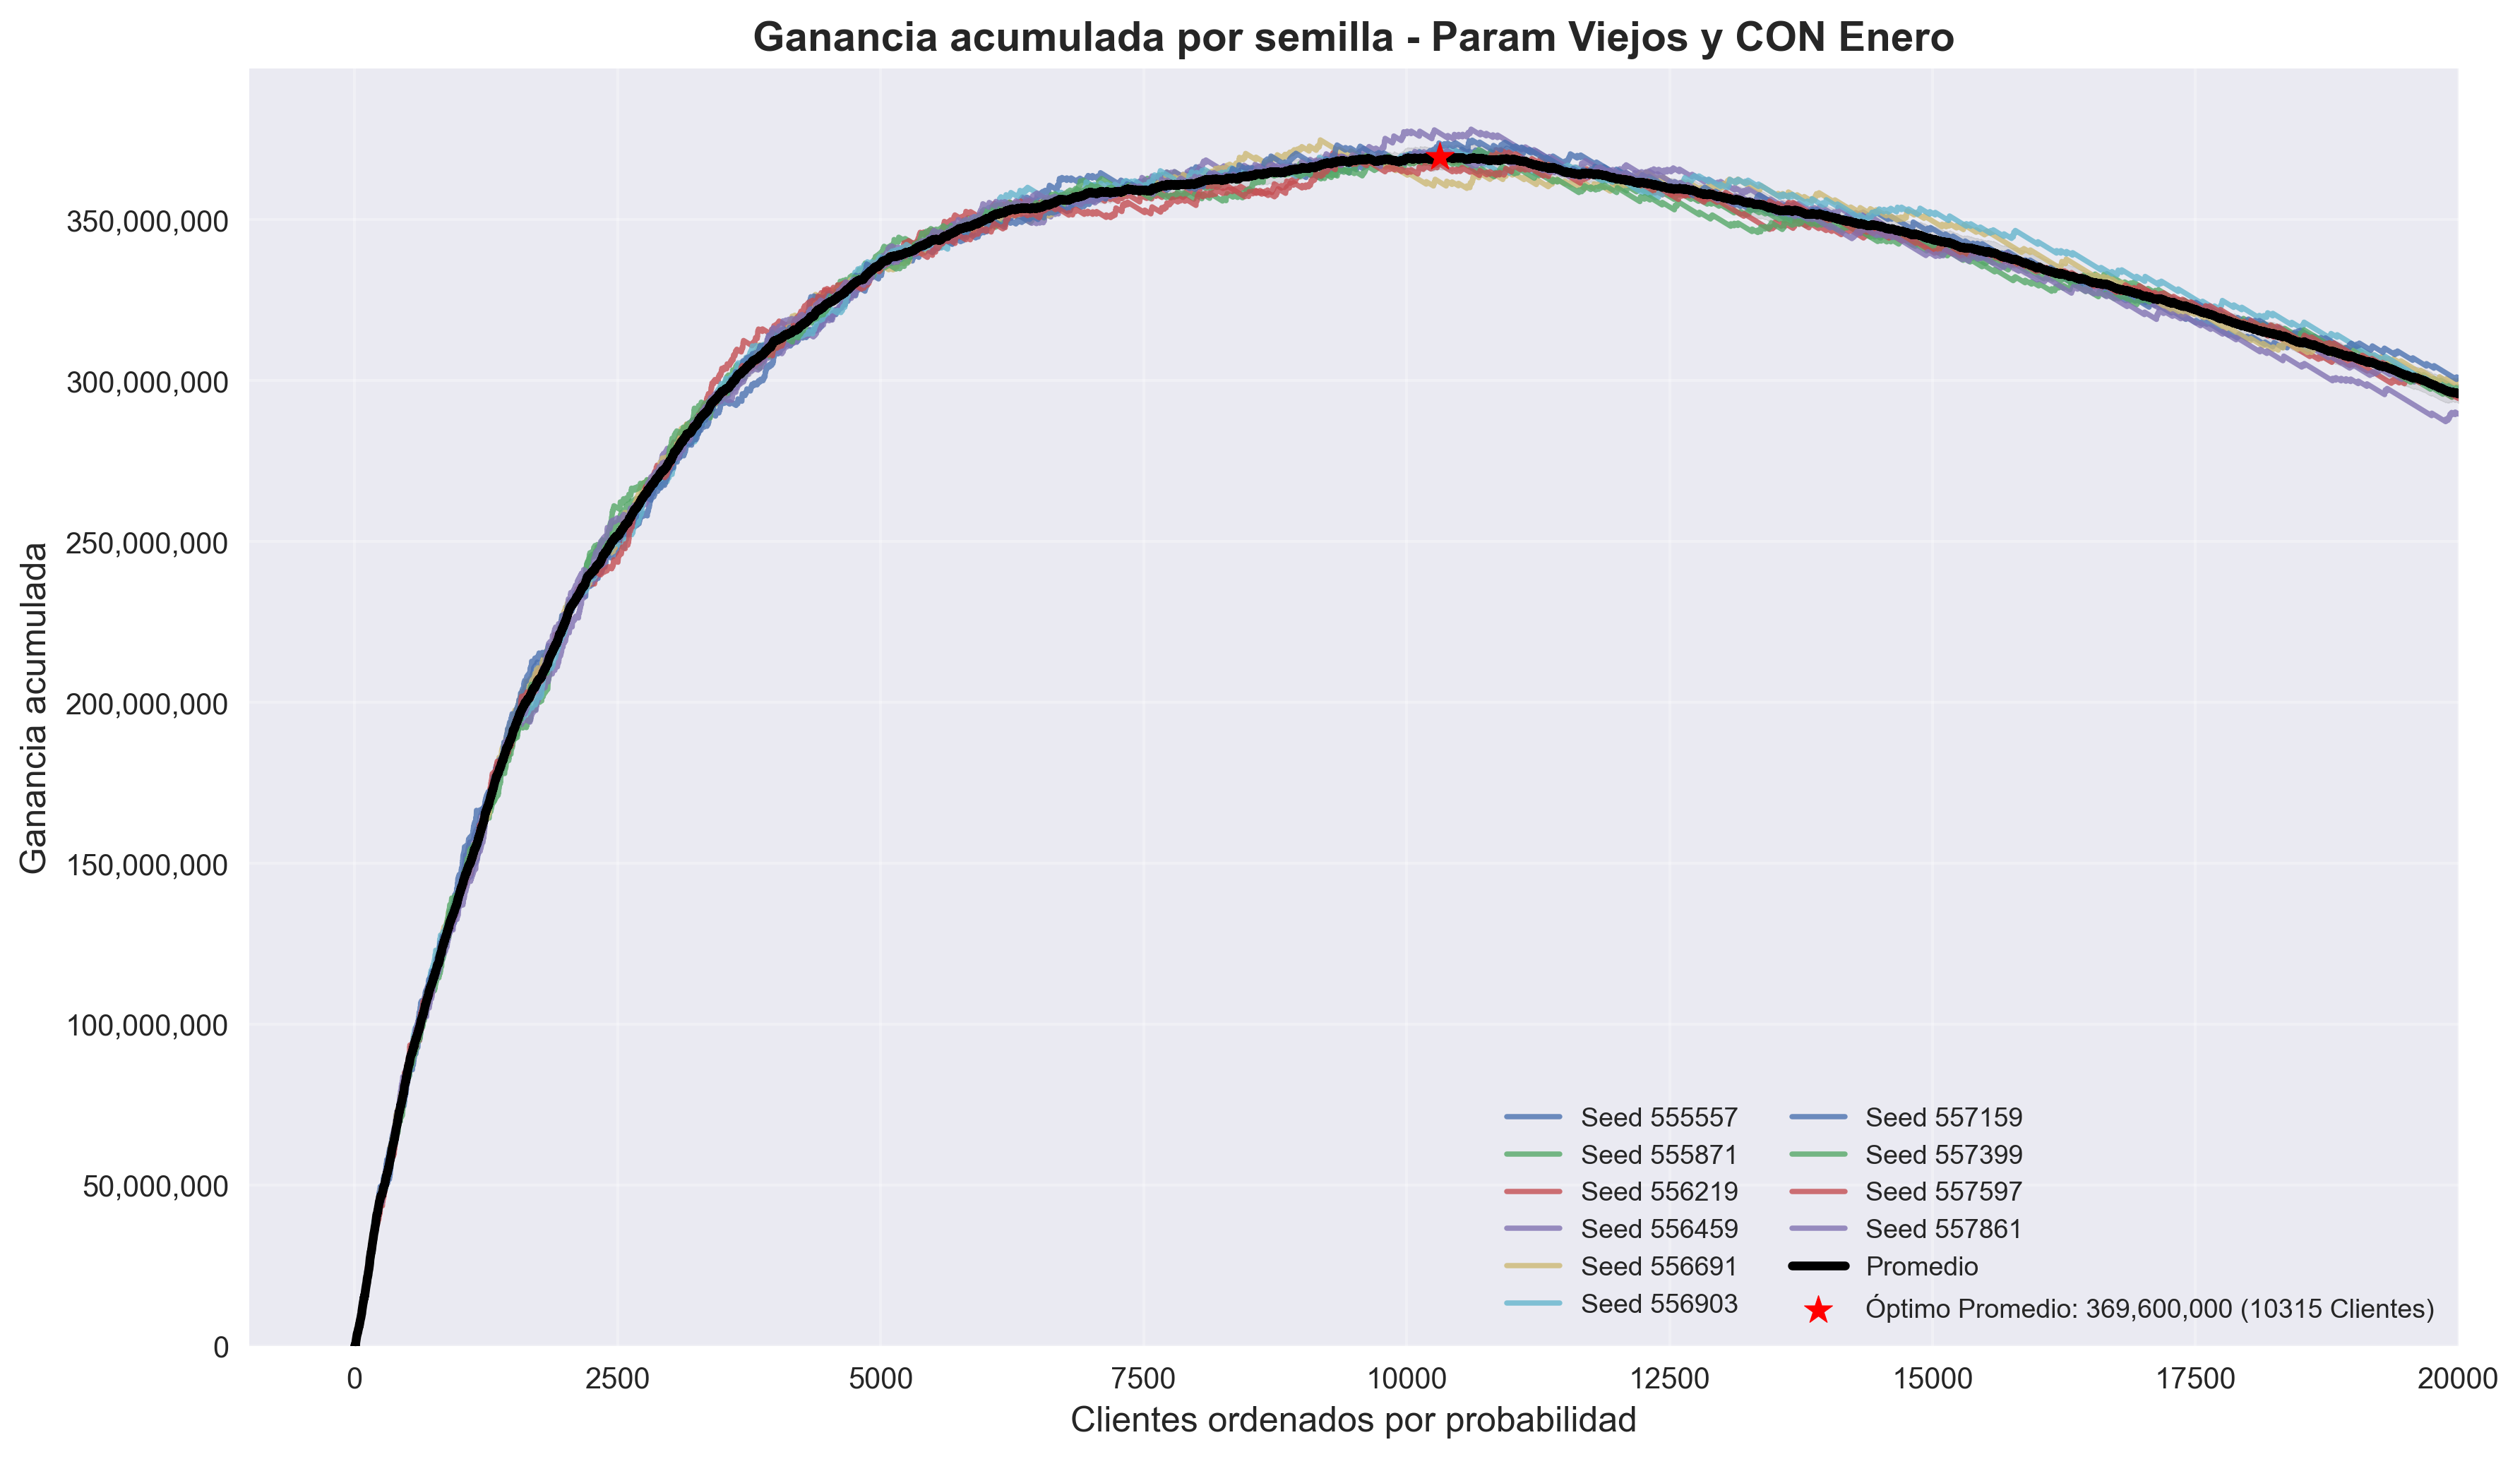 Ganancia acumulada por semilla - Param Viejos y CON Enero
Ganancia acumulada
350,000,000
300,000,000
250,000,000
200,000,000
150,000,000
100,000,000
50,000,000
0
0 2500 5000 7500 10000 12500 15000 17500 20000
Clientes ordenados por probabilidad
Seed 555557
Seed 555871
Seed 556219
Seed 556459
Seed 556691
Seed 556903
Seed 557159
Seed 557399
Seed 557597
Seed 557861
Promedio
Óptimo Promedio: 369,600,000 (10315 Clientes)